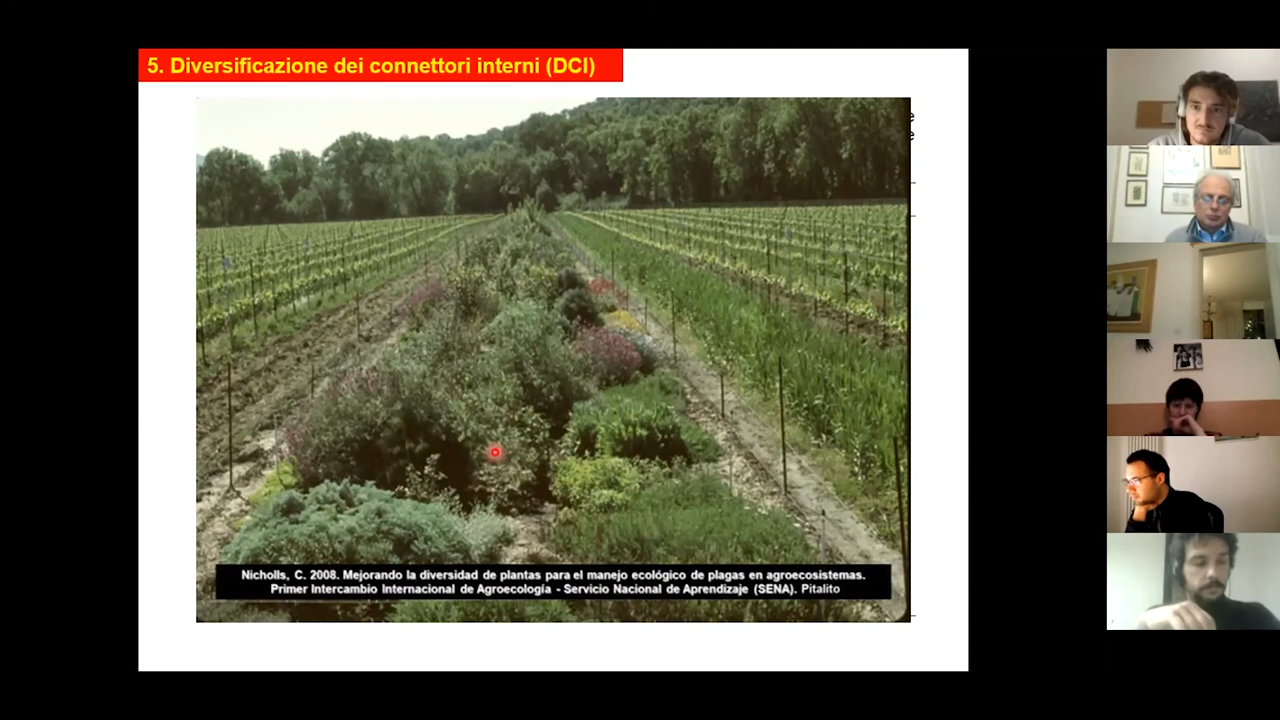 5. Diversificazione dei connettori interni (DCI)
Nicholls, C. 2008. Mejorando la diversidad de plantas para el manejo ecológico de plagas en agroecosistemas.
Primer Intercambio Internacional de Agroecología - Servicio Nacional de Aprendizaje (SENA). Pitalito